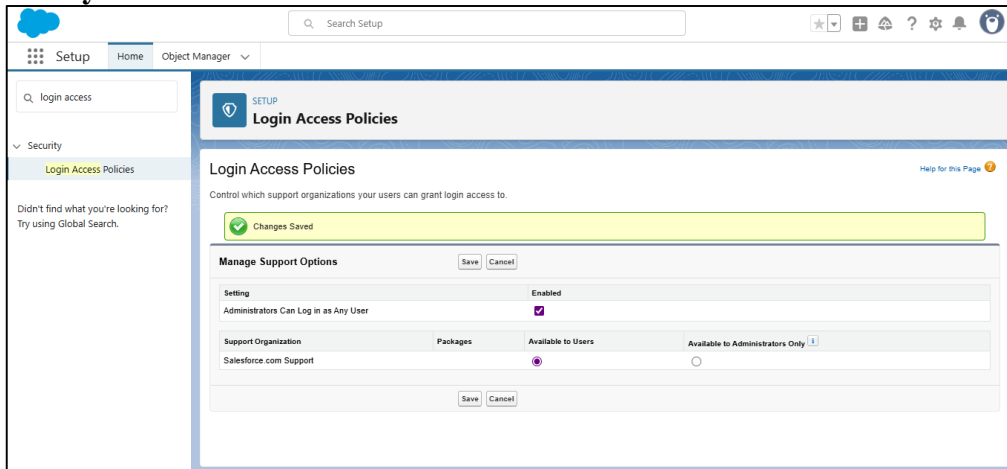 Search Setup
Setup Home Object Manager
login access
SETUP
Login Access Policies
Security
Login Access Policies
Didn't find what you're looking for?
Try using Global Search.
Login Access Policies
Help for this Page
Control which support organizations your users can grant login access to.
Changes Saved
Manage Support Options Save Cancel
Setting Enabled
Administrators Can Log in as Any User
Support Organization Packages Available to Users Available to Administrators Only i
Salesforce.com Support
Save Cancel